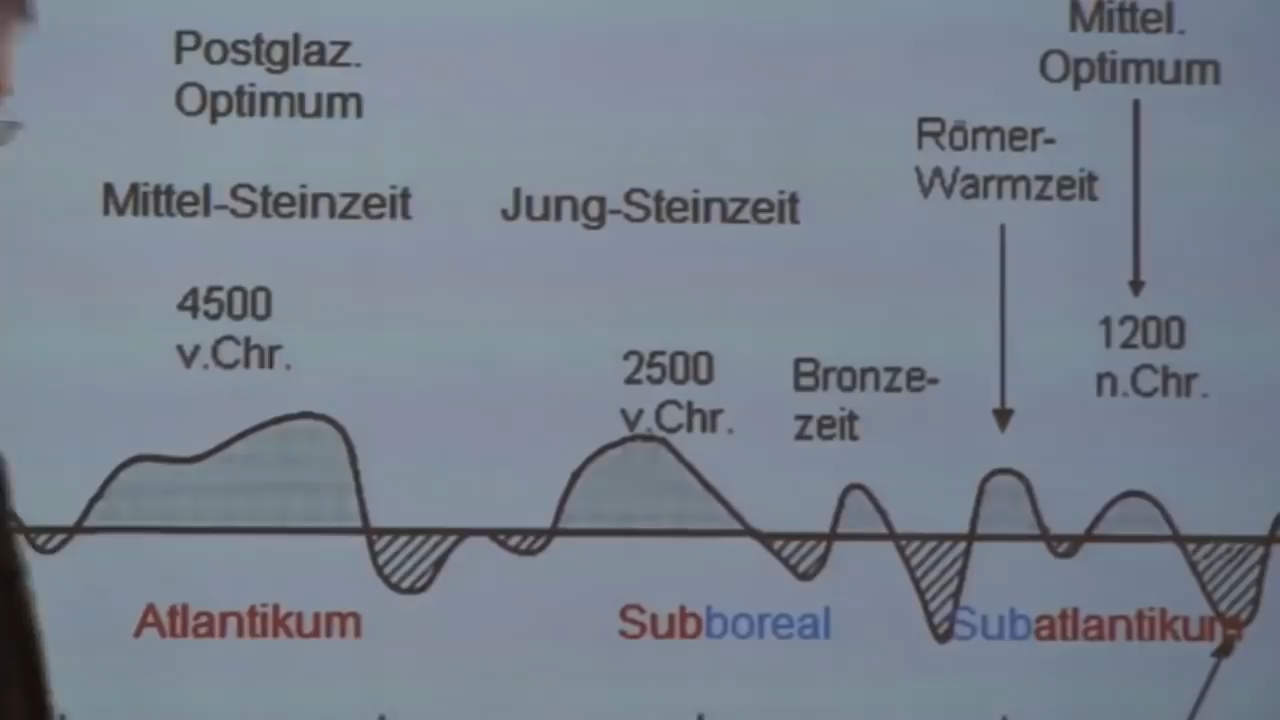 Postglaz.
Optimum
Mittel-Steinzeit
4500
v.Chr.
Jung-Steinzeit
2500
v.Chr.
Bronze-
zeit
Römer-
Warmzeit
Mittel.
Optimum
1200
n.Chr.
Atlantikum
Subboreal
Subatlantikum